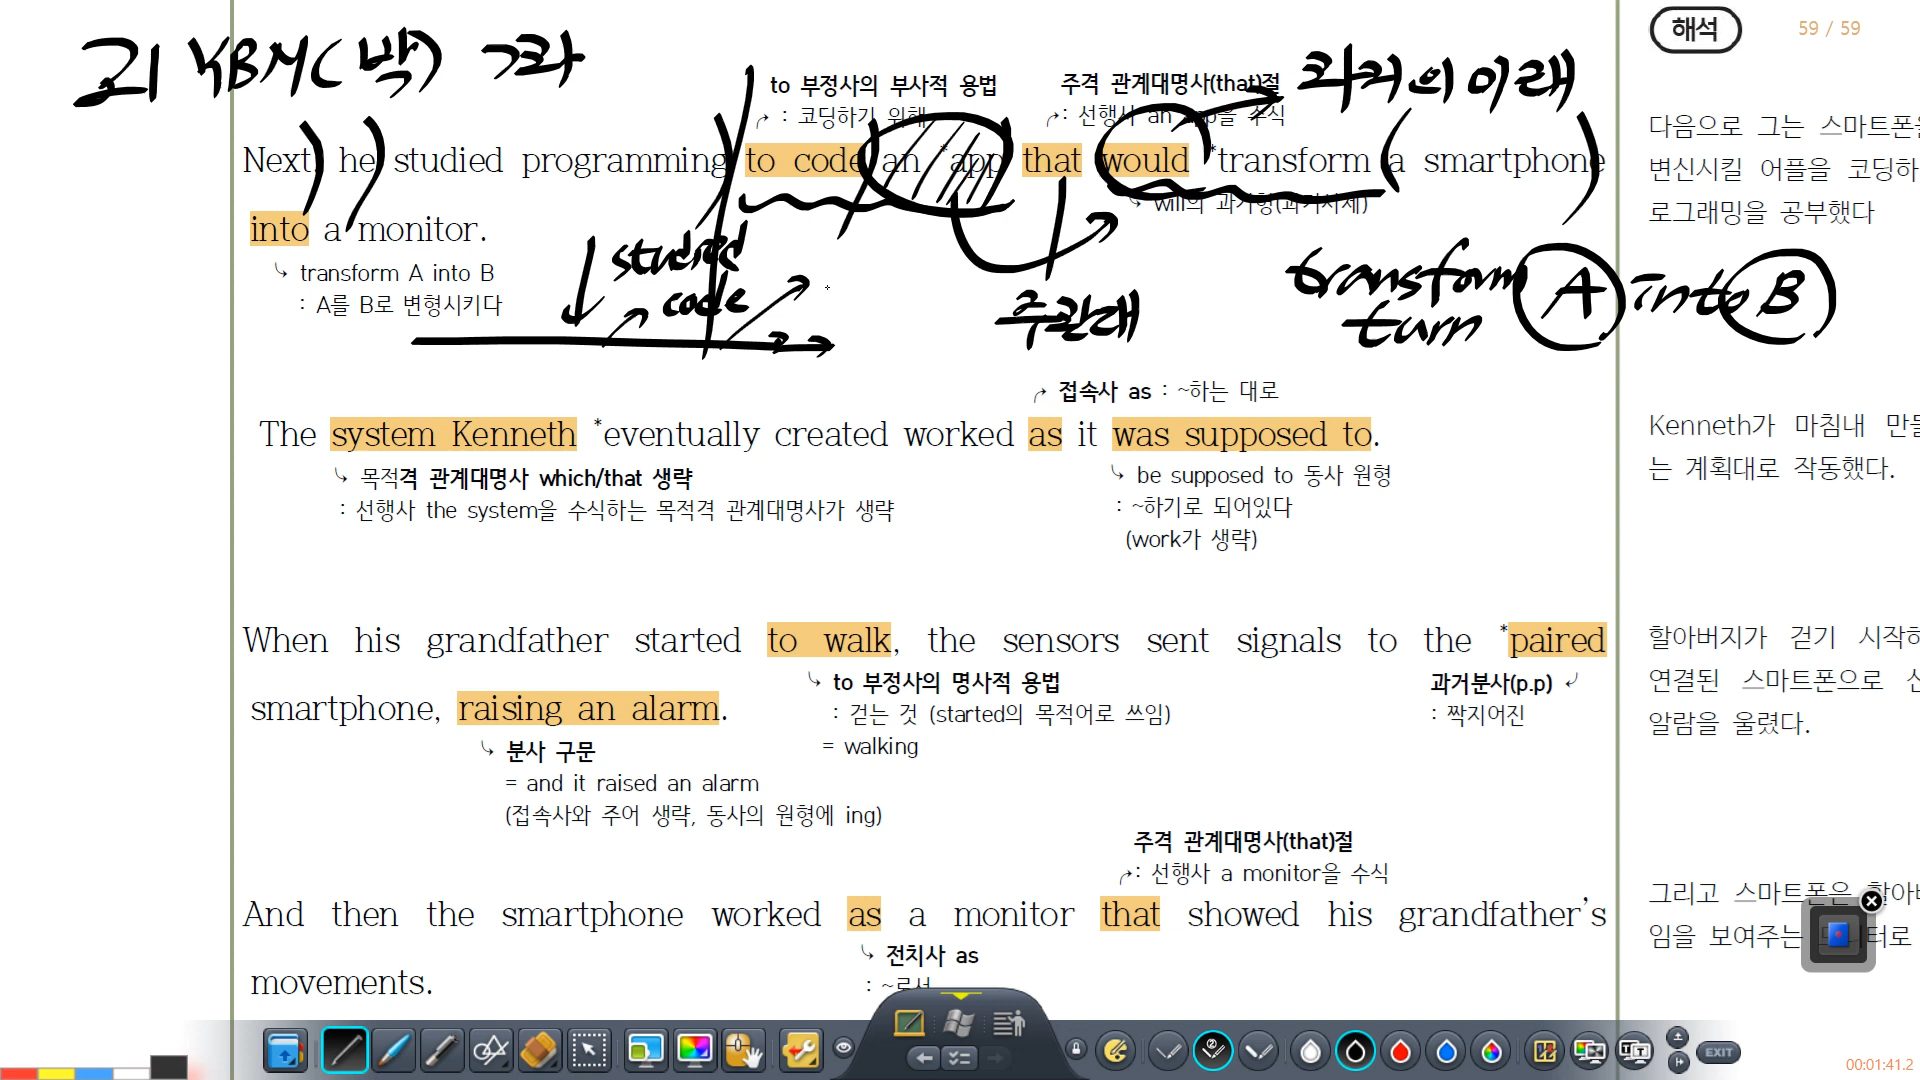 고1 YBM(박) 7과
해석
59 / 59
to 부정사의 부사적 용법
: 코딩하기 위해
주격 관계대명사(that)절
: 선행사 an app을 수식
과거의 미래
Next, he studied programming to code an *app that would *transform a smartphone
will의 과거형(과거시제)
into a monitor.
transform A into B
: A를 B로 변형시키다
studied
code
주관대
transform A into B
turn
다음으로 그는 스마트폰을
변신시킬 어플을 코딩하
로그래밍을 공부했다
접속사 as : ~하는 대로
The system Kenneth *eventually created worked as it was supposed to.
목적격 관계대명사 which/that 생략
: 선행사 the system을 수식하는 목적격 관계대명사가 생략
be supposed to 동사 원형
: ~하기로 되어있다
(work가 생략)
Kenneth가 마침내 만들
는 계획대로 작동했다.
When his grandfather started to walk, the sensors sent signals to the *paired
to 부정사의 명사적 용법
: 걷는 것 (started의 목적어로 쓰임)
= walking
과거분사(p.p)
: 짝지어진
smartphone, raising an alarm.
분사 구문
= and it raised an alarm
(접속사와 주어 생략, 동사의 원형에 ing)
할아버지가 걷기 시작하
연결된 스마트폰으로 신
알람을 울렸다.
주격 관계대명사(that)절
: 선행사 a monitor을 수식
And then the smartphone worked as a monitor that showed his grandfather's
전치사 as
: ~로서
movements.
그리고 스마트폰은 할아버
임을 보여주는 모니터로
EXIT
00:01:41.2